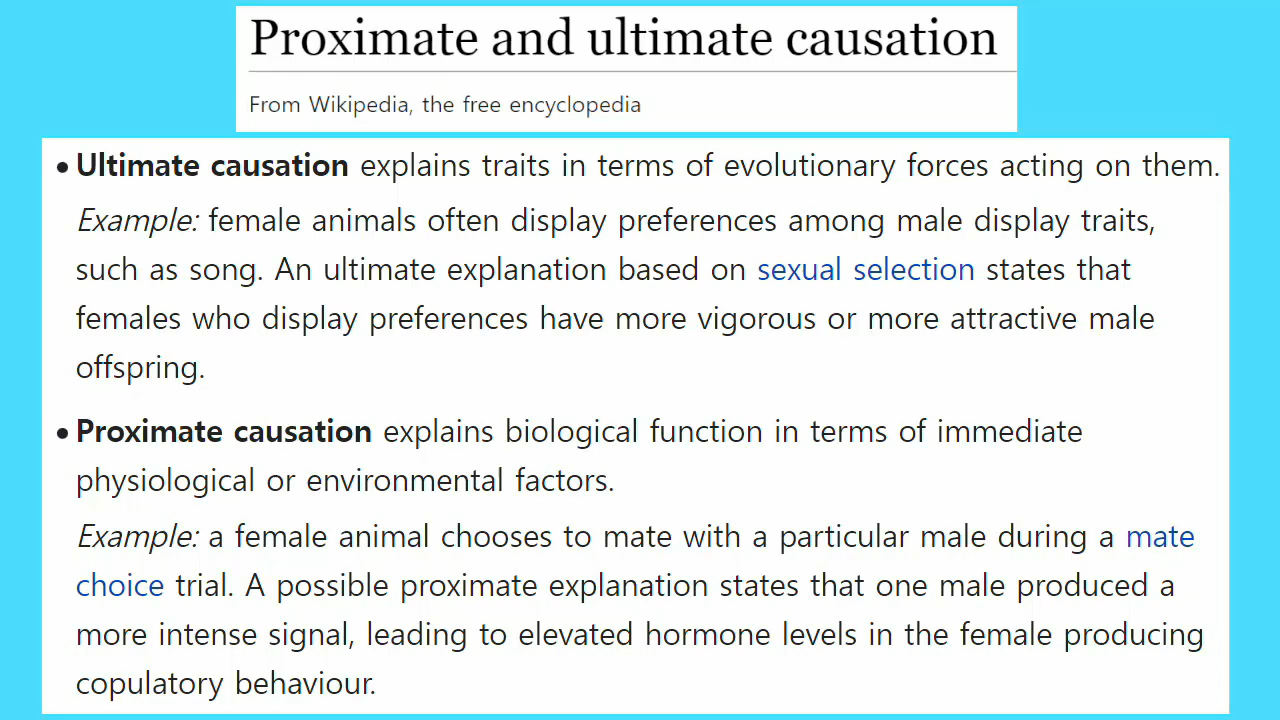 Proximate and ultimate causation
From Wikipedia, the free encyclopedia
• Ultimate causation explains traits in terms of evolutionary forces acting on them.
Example: female animals often display preferences among male display traits,
such as song. An ultimate explanation based on sexual selection states that
females who display preferences have more vigorous or more attractive male
offspring.
• Proximate causation explains biological function in terms of immediate
physiological or environmental factors.
Example: a female animal chooses to mate with a particular male during a mate
choice trial. A possible proximate explanation states that one male produced a
more intense signal, leading to elevated hormone levels in the female producing
copulatory behaviour.